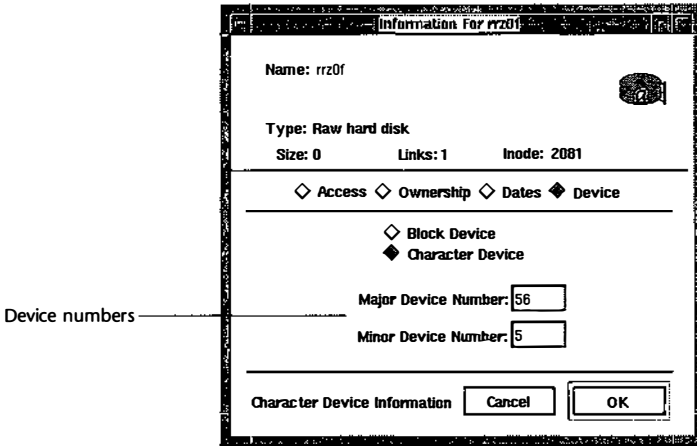 Information For rrz0f
Name: rrz0f
Type: Raw hard disk
Size: 0 Links: 1 Inode: 2081
Access Ownership Dates Device
Block Device
Character Device
Device numbers
Major Device Number: 56
Minor Device Number: 5
Character Device Information Cancel OK